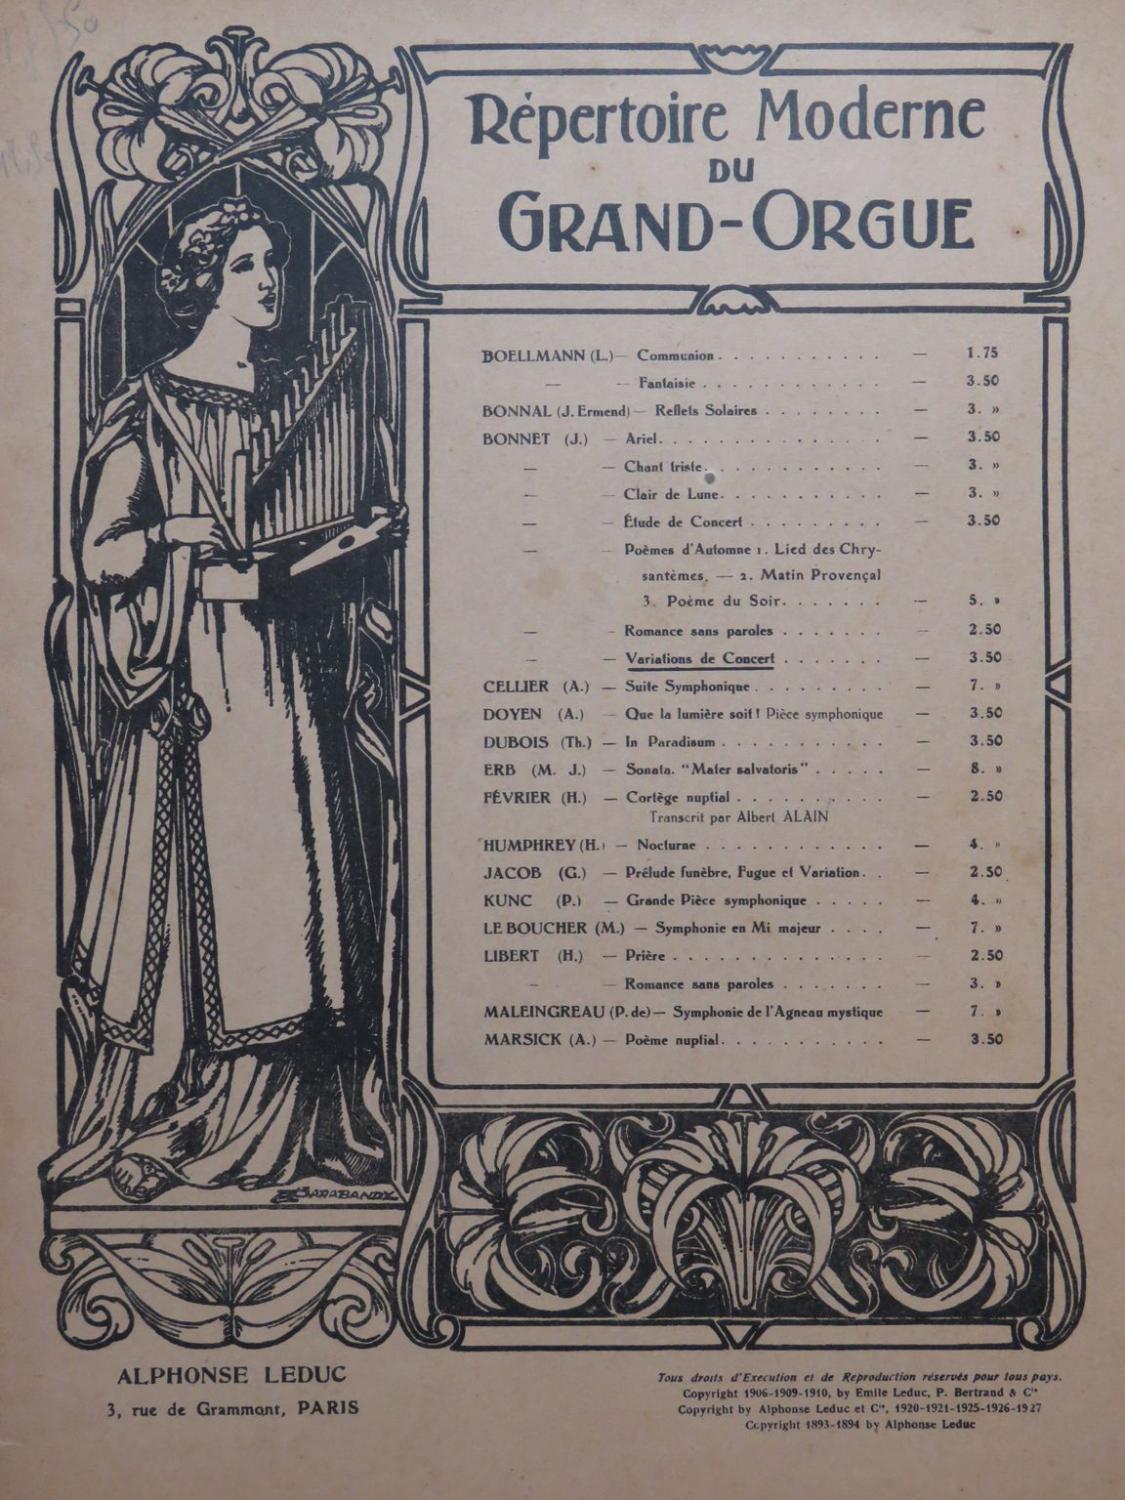 Répertoire Moderne
DU
GRAND-ORGUE
BOELLMANN (L.) — Communion . . . . . . . . . . . — 1.75
— — Fantaisie . . . . . . . . . . . . — 3.50
BONNAL (J. Ermend) — Reflets Solaires . . . . . . . . — 3. »
BONNET (J.) — Ariel. . . . . . . . . . . . . . — 3.50
— — Chant triste. . . . . . . . . . . . — 3. »
— — Clair de Lune. . . . . . . . . . . — 3. »
— — Étude de Concert . . . . . . . . . — 3.50
— — Poèmes d'Automne 1. Lied des Chry-
santèmes. — 2. Matin Provençal
3. Poème du Soir. . . . . . . — 5. »
— — Romance sans paroles . . . . . . . — 2.50
— — Variations de Concert . . . . . . . — 3.50
CELLIER (A.) — Suite Symphonique . . . . . . . . . — 7. »
DOYEN (A.) — Que la lumière soit ! Pièce symphonique — 3.50
DUBOIS (Th.) — In Paradisum . . . . . . . . . . . — 3.50
ERB (M. J.) — Sonata. "Mater salvatoris" . . . . . — 8. »
FÉVRIER (H.) — Cortège nuptial . . . . . . . . . . — 2.50
Transcrit par Albert ALAIN
HUMPHREY (H.) — Nocturne . . . . . . . . . . . . — 4. »
JACOB (G.) — Prélude funèbre, Fugue et Variation. . — 2.50
KUNC (P.) — Grande Pièce symphonique . . . . . — 4. »
LE BOUCHER (M.) — Symphonie en Mi majeur . . . . — 7. »
LIBERT (H.) — Prière . . . . . . . . . . . . . . — 2.50
— — Romance sans paroles . . . . . . . — 3. »
MALEINGREAU (P. de) — Symphonie de l'Agneau mystique — 7. »
MARSICK (A.) — Poème nuptial. . . . . . . . . . . — 3.50
BARABANDY
ALPHONSE LEDUC
3, rue de Grammont, PARIS
Tous droits d'Execution et de Reproduction réservés pour tous pays.
Copyright 1906-1909-1910, by Emile Leduc, P. Bertrand & Cie
Copyright by Alphonse Leduc et Cie, 1920-1921-1925-1926-1927
Copyright 1893-1894 by Alphonse Leduc